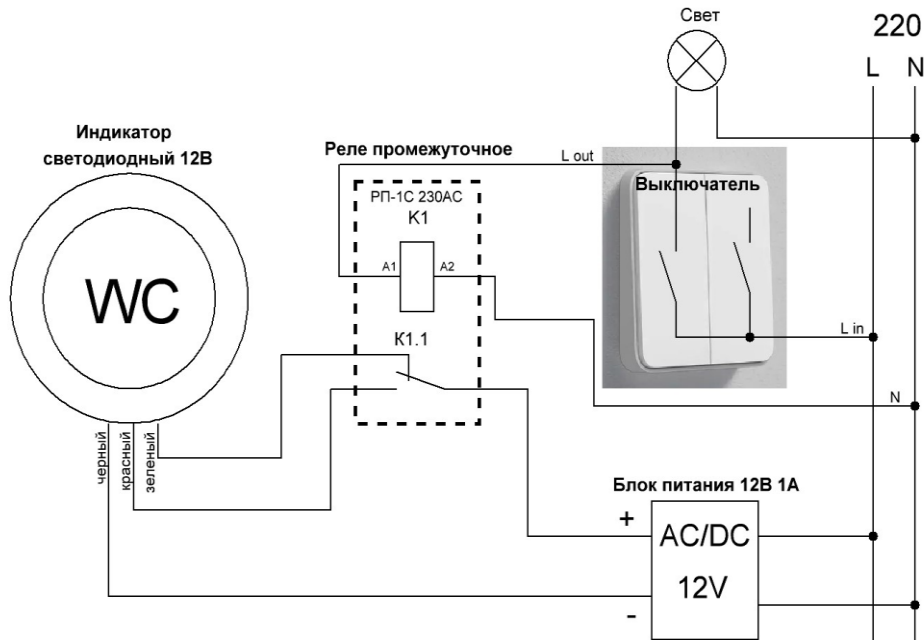 Свет
220
L N
Индикатор
светодиодный 12В
Реле промежуточное
L out
Выключатель
РП-1С 230АС
К1
A1
A2
WC
К1.1
L in
N
черный
красный
зеленый
Блок питания 12В 1А
+
AC/DC
12V
-